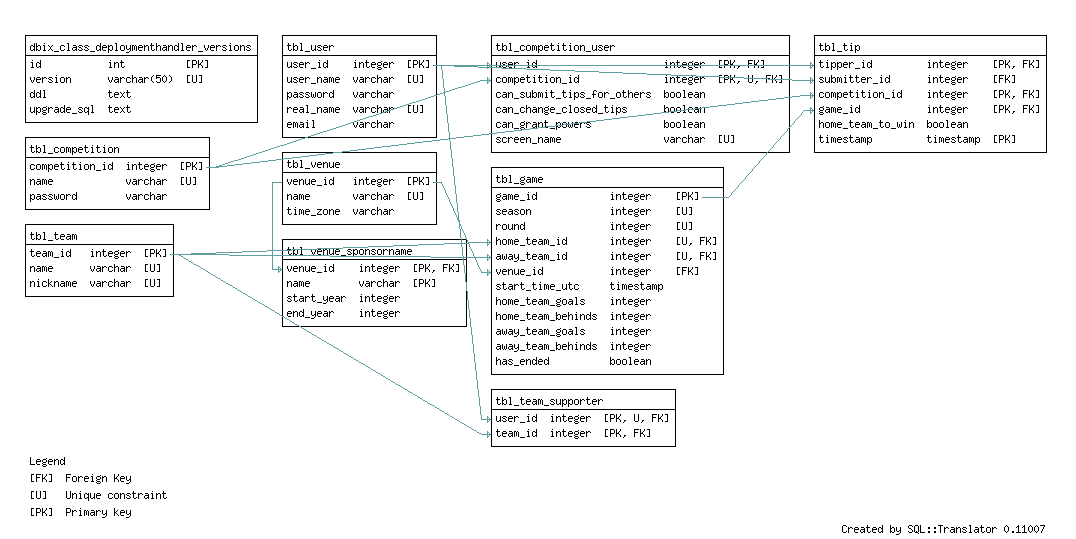 dbix_class_deploymenthandler_versions
id int [PK]
version varchar(50) [U]
ddl text
upgrade_sql text
tbl_competition
competition_id integer [PK]
name varchar [U]
password varchar
tbl_team
team_id integer [PK]
name varchar [U]
nickname varchar [U]
tbl_user
user_id integer [PK]
user_name varchar [U]
password varchar
real_name varchar [U]
email varchar
tbl_venue
venue_id integer [PK]
name varchar [U]
time_zone varchar
tbl_venue_sponsorname
venue_id integer [PK, FK]
name varchar [PK]
start_year integer
end_year integer
tbl_competition_user
user_id integer [PK, FK]
competition_id integer [PK, U, FK]
can_submit_tips_for_others boolean
can_change_closed_tips boolean
can_grant_powers boolean
screen_name varchar [U]
tbl_game
game_id integer [PK]
season integer [U]
round integer [U]
home_team_id integer [U, FK]
away_team_id integer [U, FK]
venue_id integer [FK]
start_time_utc timestamp
home_team_goals integer
home_team_behinds integer
away_team_goals integer
away_team_behinds integer
has_ended boolean
tbl_team_supporter
user_id integer [PK, U, FK]
team_id integer [PK, FK]
tbl_tip
tipper_id integer [PK, FK]
submitter_id integer [FK]
competition_id integer [PK, FK]
game_id integer [PK, FK]
home_team_to_win boolean
timestamp timestamp [PK]
Legend
[FK] Foreign Key
[U] Unique constraint
[PK] Primary key
Created by SQL::Translator 0.11007